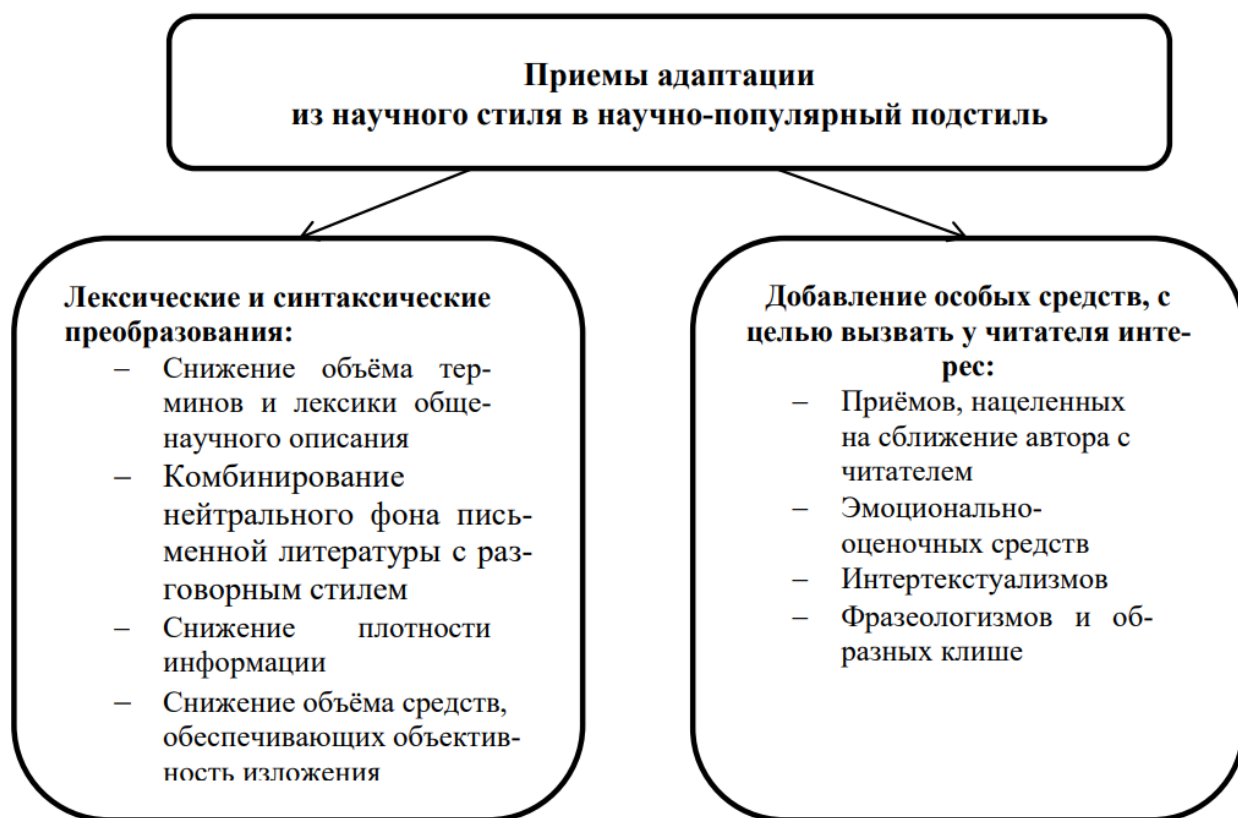 Приемы адаптации
из научного стиля в научно-популярный подстиль
Лексические и синтаксические
преобразования:
– Снижение объёма тер-
минов и лексики обще-
научного описания
– Комбинирование
нейтрального фона пись-
менной литературы с раз-
говорным стилем
– Снижение плотности
информации
– Снижение объёма средств,
обеспечивающих объектив-
ность изложения
Добавление особых средств, с
целью вызвать у читателя инте-
рес:
– Приёмов, нацеленных
на сближение автора с
читателем
– Эмоционально-
оценочных средств
– Интертекстуализмов
– Фразеологизмов и об-
разных клише